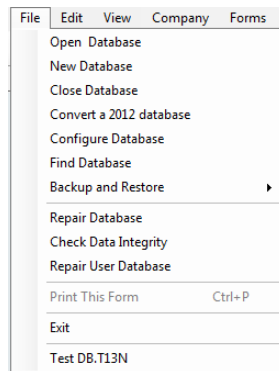 File Edit View Company Forms
Open Database
New Database
Close Database
Convert a 2012 database
Configure Database
Find Database
Backup and Restore
Repair Database
Check Data Integrity
Repair User Database
Print This Form Ctrl+P
Exit
Test DB.T13N